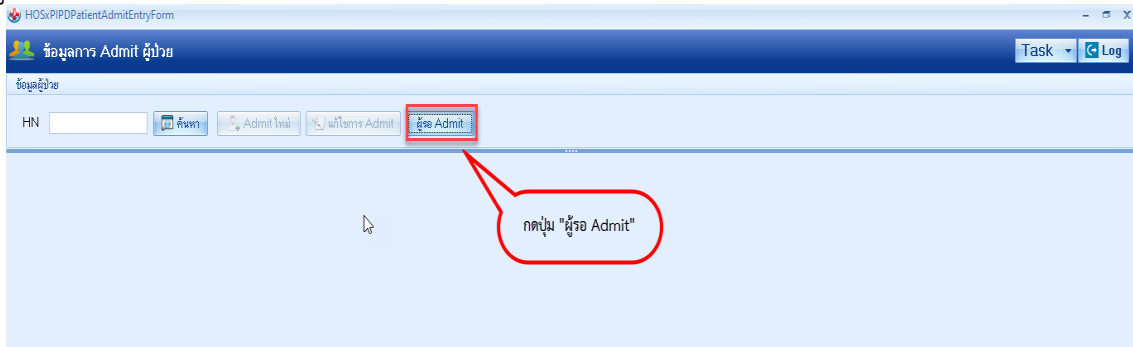 HOSxPIPDPatientAdmitEntryForm
ข้อมูลการ Admit ผู้ป่วย
Task
Log
ข้อมูลผู้ป่วย
HN
ค้นหา
Admit ใหม่
แก้ไขการ Admit
ผู้รอ Admit
กดปุ่ม "ผู้รอ Admit"